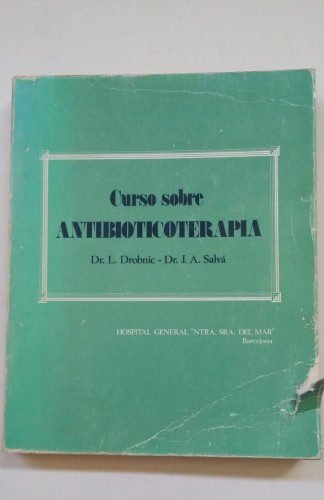 Curso sobre
ANTIBIOTICOTERAPIA
Dr. L. Drobnic - Dr. J. A. Salvá
HOSPITAL GENERAL "NTRA. SRA. DEL MAR"
Barcelona